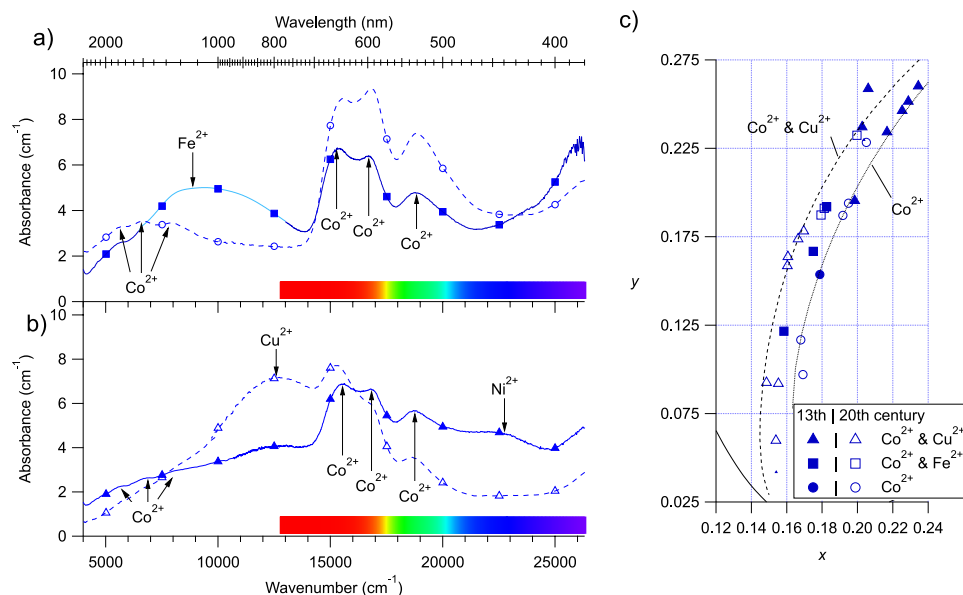 Wavelength (nm)
2000 1000 800 600 500 400
a)
Absorbance (cm⁻¹)
10
8
6
4
2
0
Fe²⁺
Co²⁺
Co²⁺
Co²⁺
Co²⁺
b)
Absorbance (cm⁻¹)
10
8
6
4
2
0
Cu²⁺
Ni²⁺
Co²⁺
Co²⁺
Co²⁺
Co²⁺
5000 10000 15000 20000 25000
Wavenumber (cm⁻¹)
c)
0.275
0.225
0.175
y
0.125
0.075
0.025
Co²⁺ & Cu²⁺
Co²⁺
13th | 20th century
Co²⁺ & Cu²⁺
Co²⁺ & Fe²⁺
Co²⁺
0.12 0.14 0.16 0.18 0.20 0.22 0.24
x